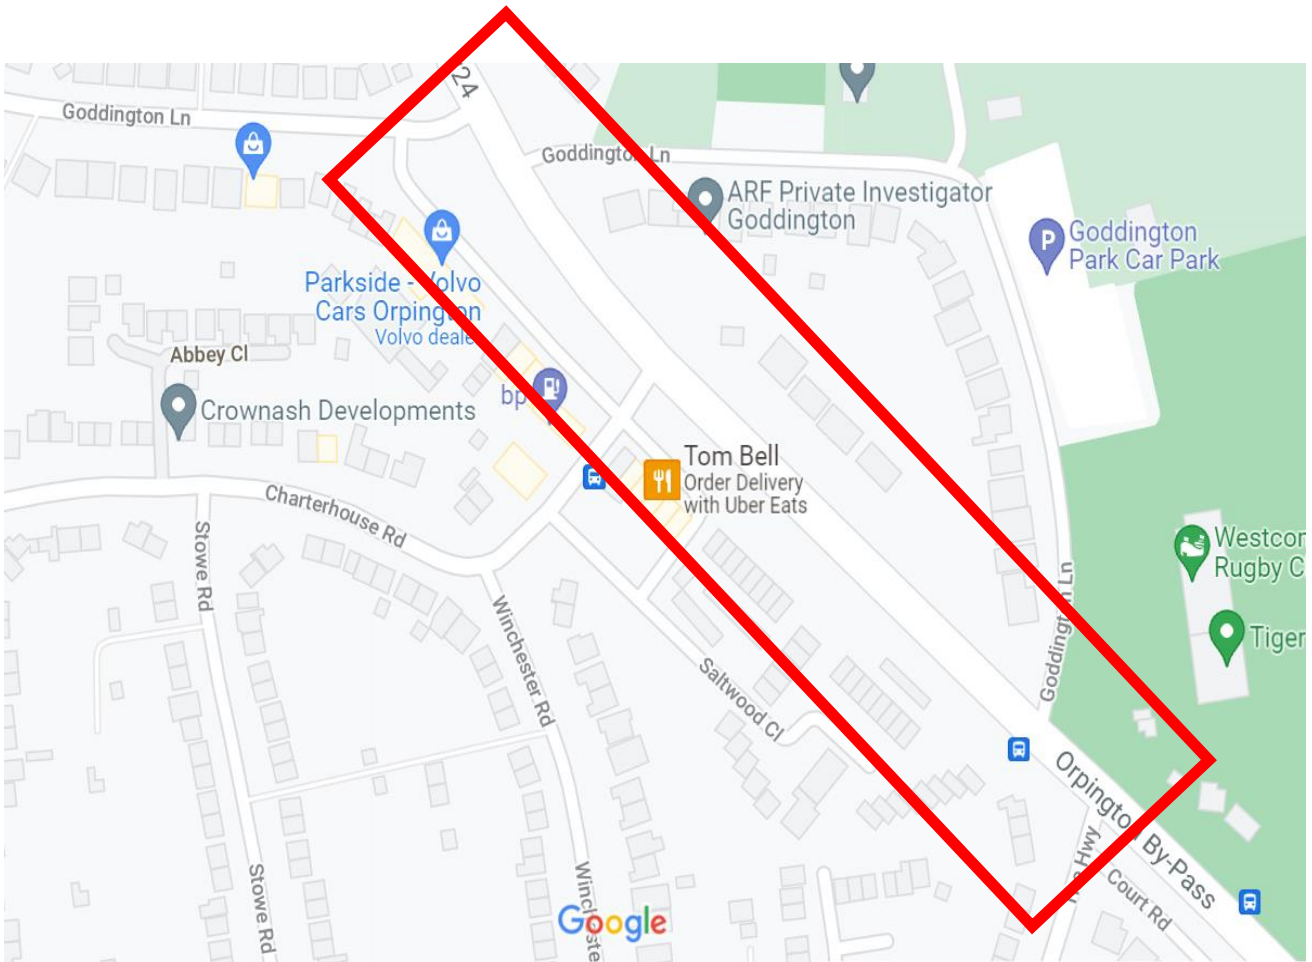 24
Goddington Ln
Goddington Ln
ARF Private Investigator
Goddington
P
Goddington
Park Car Park
Parkside - Volvo
Cars Orpington
Volvo dealer
Abbey Cl
bp
Crownash Developments
Tom Bell
Order Delivery
with Uber Eats
Charterhouse Rd
Stowe Rd
Westcom
Rugby C
Goddington Ln
Winchester Rd
Tiger
Saltwood Cl
Orpington By-Pass
Hwy
Court Rd
Stowe Rd
Google